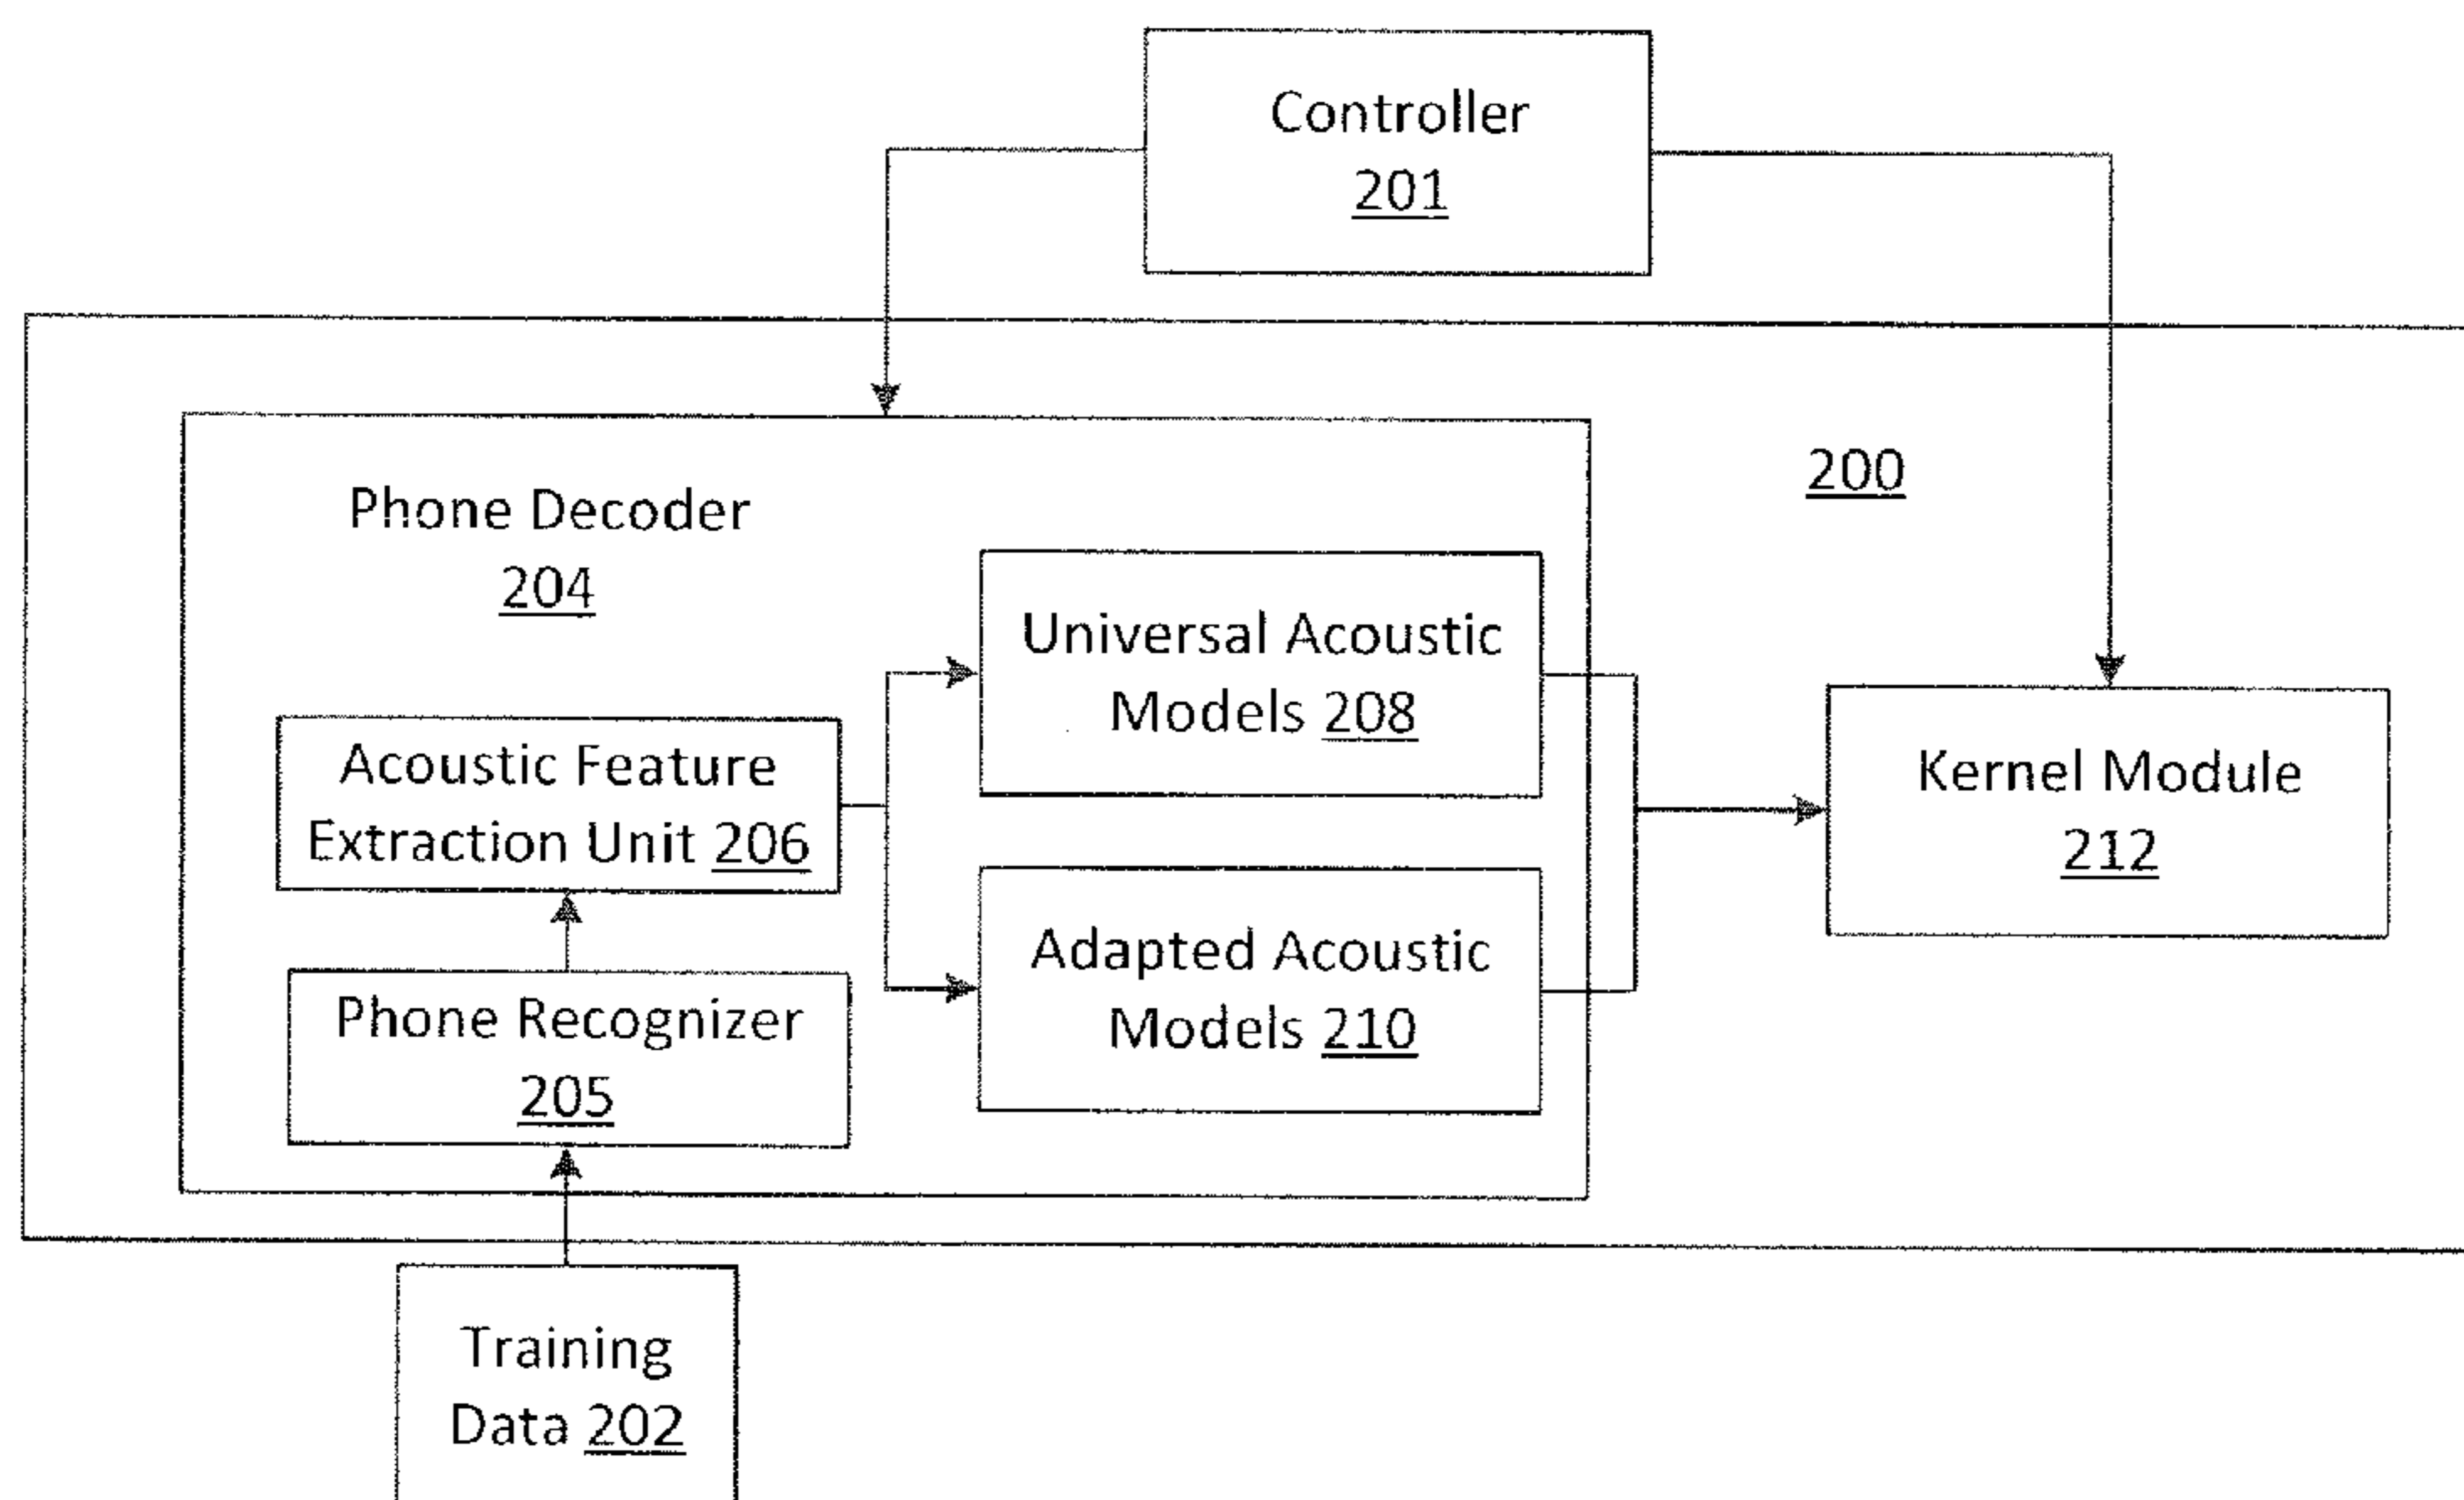 Controller
201
200
Phone Decoder
204
Universal Acoustic
Models 208
Acoustic Feature
Extraction Unit 206
Kernel Module
212
Adapted Acoustic
Models 210
Phone Recognizer
205
Training
Data 202